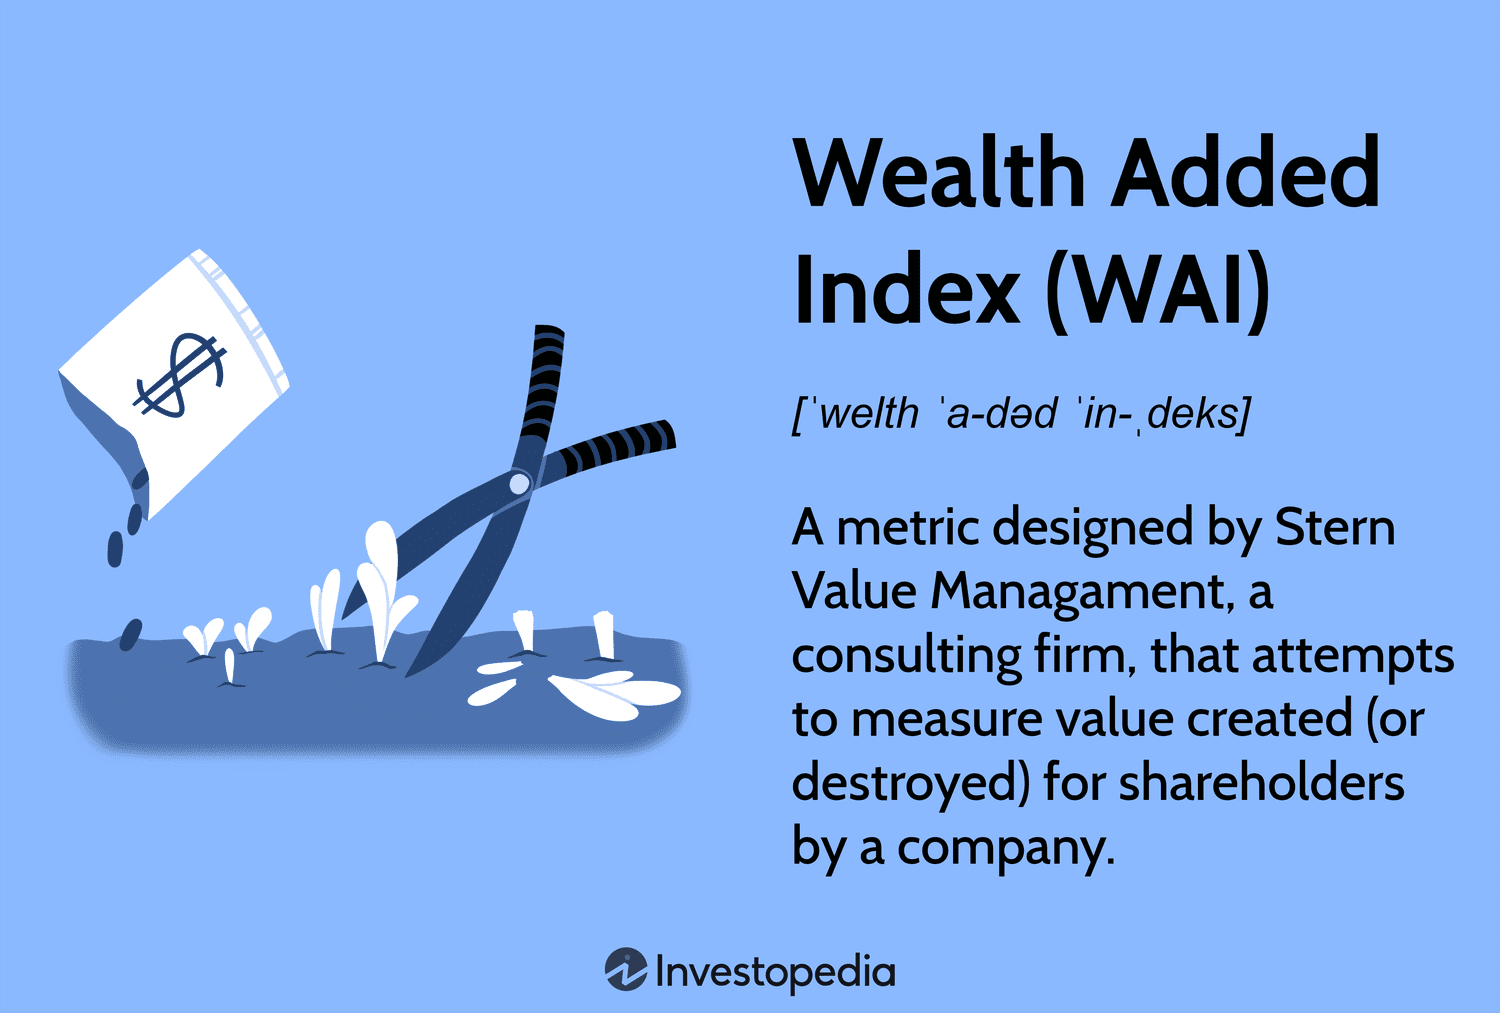 $
Wealth Added
Index (WAI)
[ˈwelth ˈa-dəd ˈin-ˌdeks]
A metric designed by Stern
Value Managament, a
consulting firm, that attempts
to measure value created (or
destroyed) for shareholders
by a company.
Investopedia